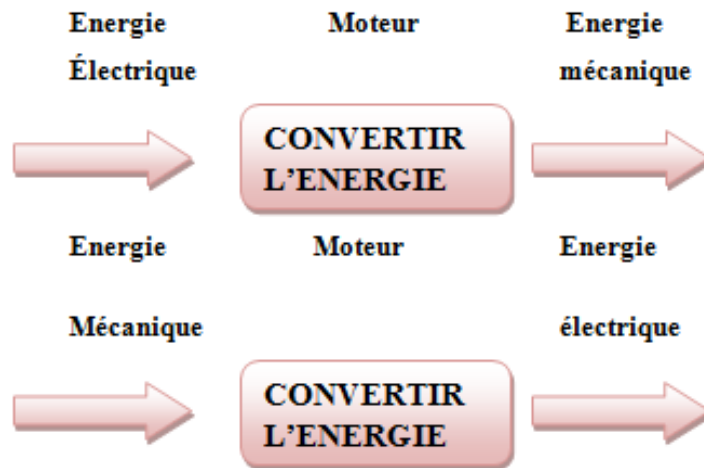 Energie Moteur Energie
Électrique mécanique
CONVERTIR
L'ENERGIE
Energie Moteur Energie
Mécanique électrique
CONVERTIR
L'ENERGIE